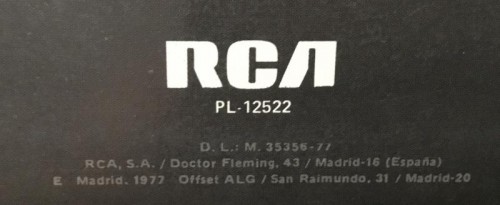 RCA
PL-12522
D. L.: M. 35356-77
RCA, S.A. / Doctor Fleming, 43 / Madrid-16 (España)
E Madrid. 1977 Offset ALG / San Raimundo, 31 / Madrid-20